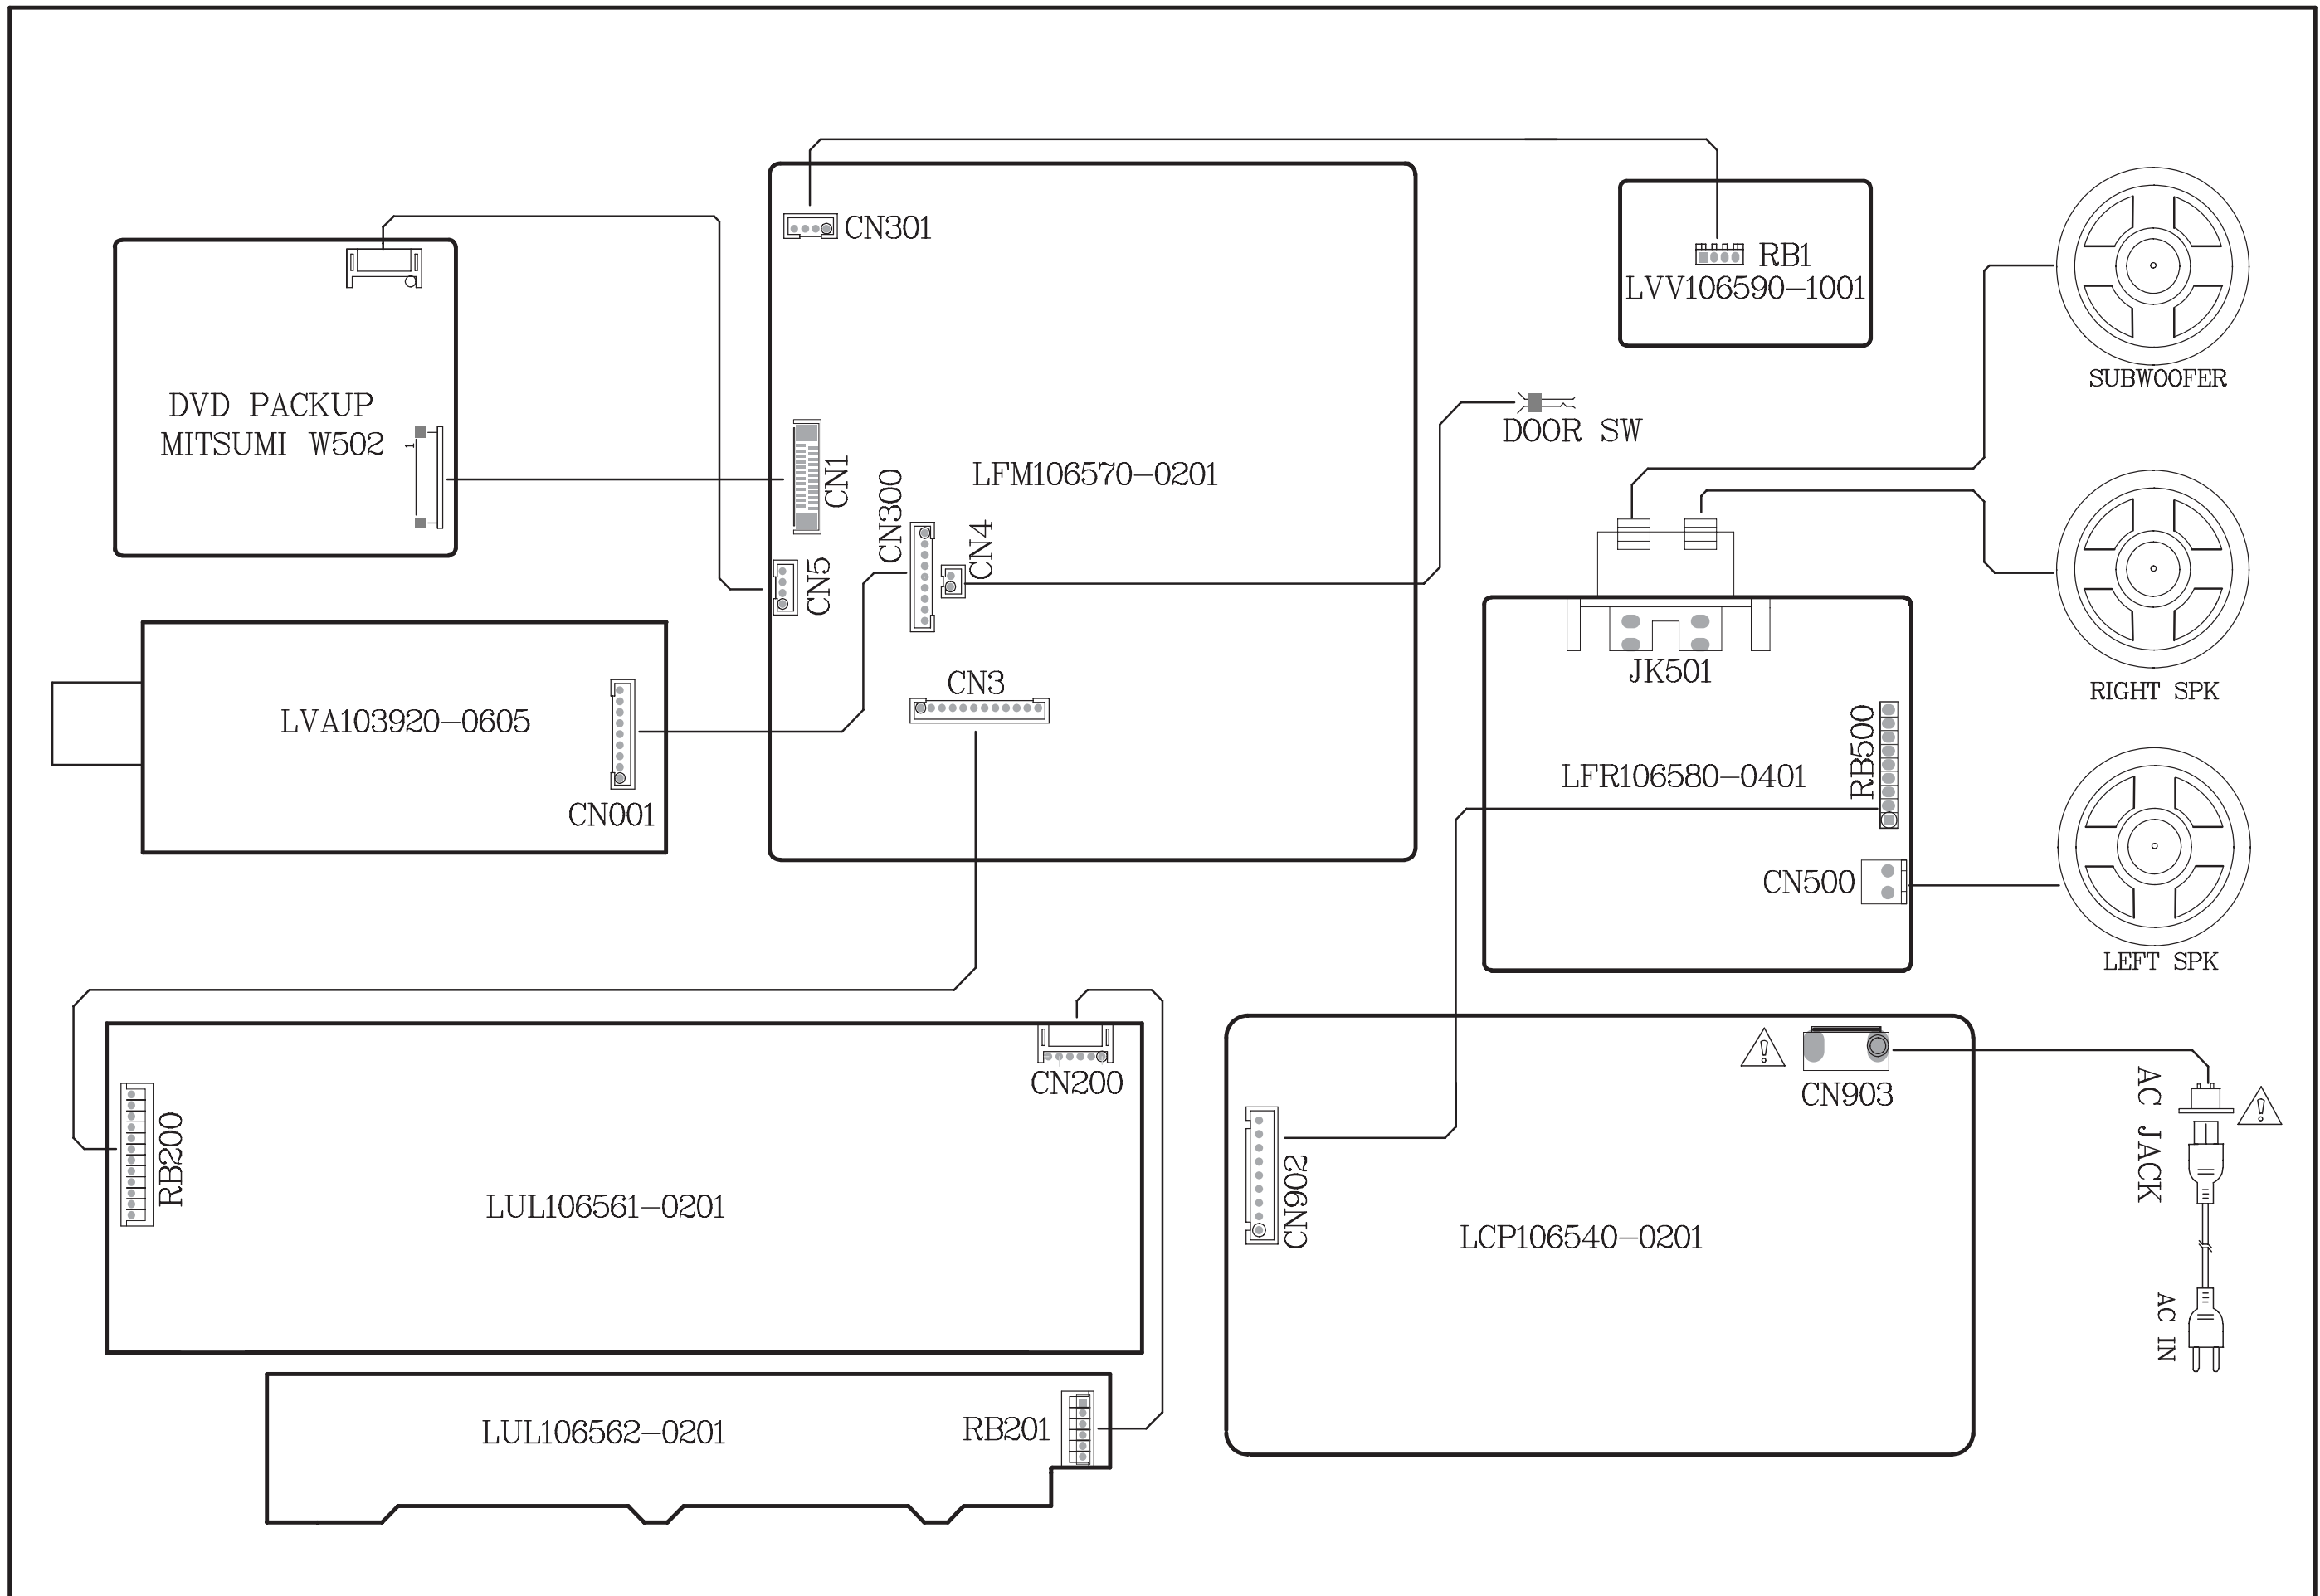 CN301
RB1
LVV106590-1001
SUBWOOFER
DVD PACKUP
MITSUMI W502
1
CN1
LFM106570-0201
DOOR SW
CN300
CN4
CN5
JK501
RIGHT SPK
CN3
LVA103920-0605
CN001
LFR106580-0401
RB500
CN500
LEFT SPK
CN200
RB200
LUL106561-0201
CN903
CN902
LCP106540-0201
AC JACK
AC IN
LUL106562-0201
RB201